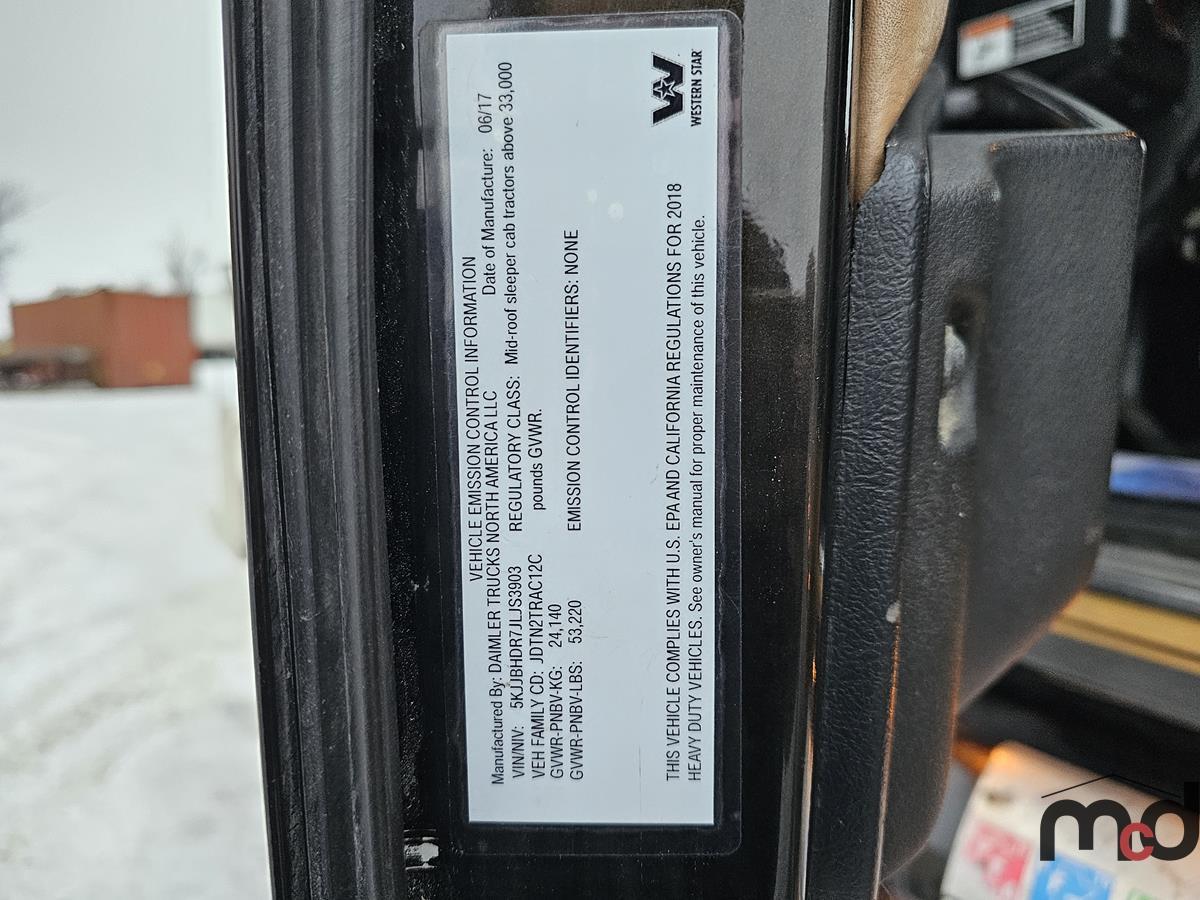 VEHICLE EMISSION CONTROL INFORMATION
Manufactured By: DAIMLER TRUCKS NORTH AMERICA LLC Date of Manufacture: 06/17
VIN/NIV: 5KJJBHDR7JLJS3903 REGULATORY CLASS: Mid-roof sleeper cab tractors above 33,000
VEH FAMILY CD: JDTN2TRAC12C pounds GVWR.
GVWR-PNBV-KG: 24,140
GVWR-PNBV-LBS: 53,220 EMISSION CONTROL IDENTIFIERS: NONE
THIS VEHICLE COMPLIES WITH U.S. EPA AND CALIFORNIA REGULATIONS FOR 2018
HEAVY DUTY VEHICLES. See owner's manual for proper maintenance of this vehicle.
WESTERN STAR
mcd